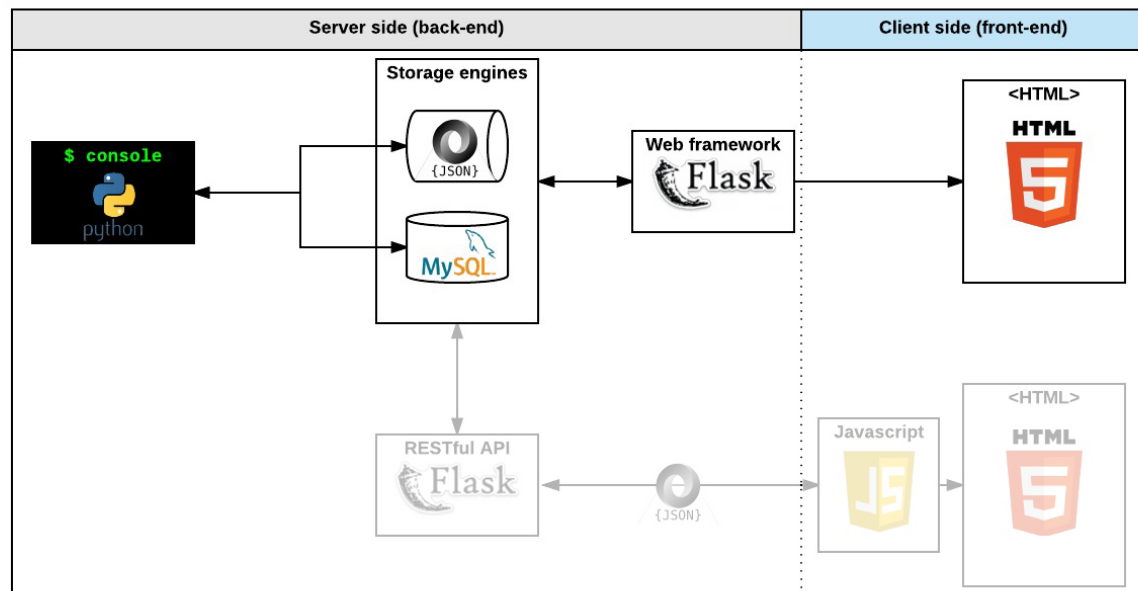 Server side (back-end)
Client side (front-end)
Storage engines
<HTML>
HTML
5
$ console
python
{JSON}
MySQL
Web framework
Flask
RESTful API
Flask
{JSON}
Javascript
JS
<HTML>
HTML
5